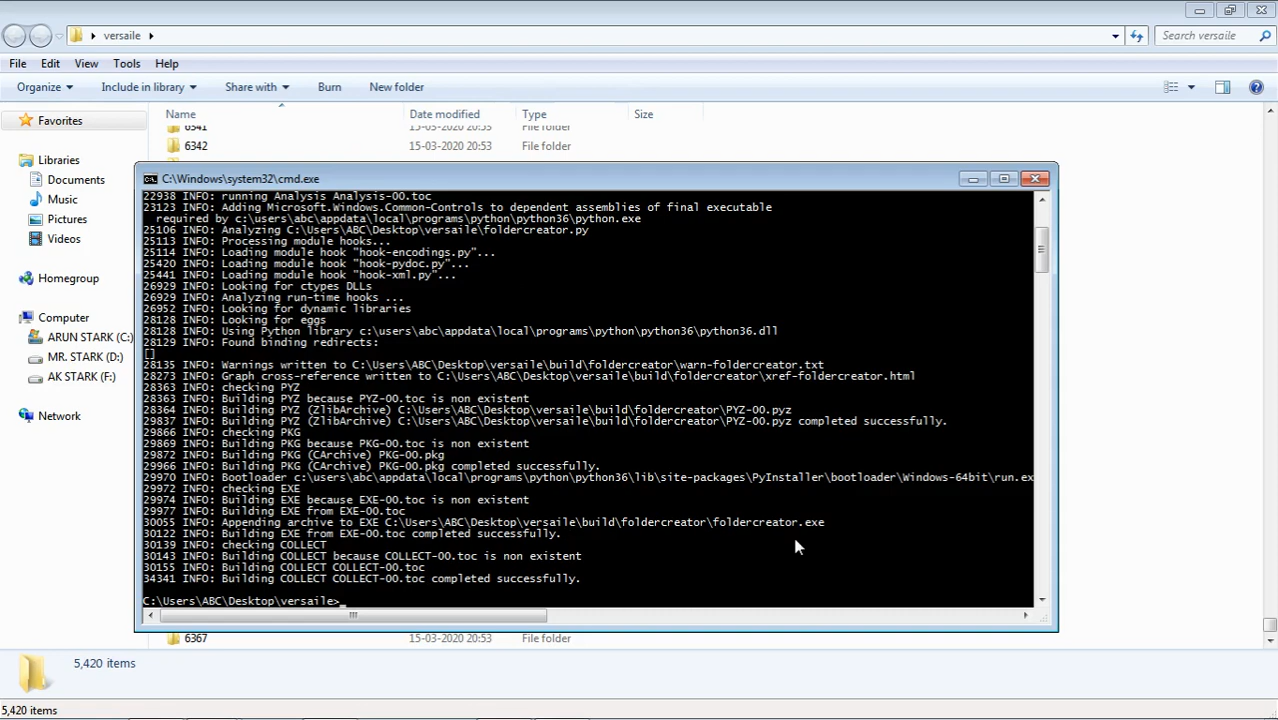 versaile
Search versaile
File Edit View Tools Help
Organize Include in library Share with Burn New folder
Name Date modified Type Size
Favorites
Libraries
Documents
Music
Pictures
Videos
Homegroup
Computer
ARUN STARK (C:)
MR. STARK (D:)
AK STARK (F:)
Network
6341 15-03-2020 20:53 File folder
6342 15-03-2020 20:53 File folder
C:\Windows\system32\cmd.exe
22938 INFO: running Analysis Analysis-00.toc
23123 INFO: Adding Microsoft.Windows.Common-Controls to dependent assemblies of final executable
required by c:\users\abc\appdata\local\programs\python\python36\python.exe
25106 INFO: Analyzing C:\Users\ABC\Desktop\versaile\foldercreator.py
25113 INFO: Processing module hooks...
25114 INFO: Loading module hook "hook-encodings.py"...
25420 INFO: Loading module hook "hook-pydoc.py"...
25441 INFO: Loading module hook "hook-xml.py"...
26929 INFO: Looking for ctypes DLLs
26929 INFO: Analyzing run-time hooks ...
26952 INFO: Looking for dynamic libraries
28128 INFO: Looking for eggs
28128 INFO: Using Python library c:\users\abc\appdata\local\programs\python\python36\python36.dll
28129 INFO: Found binding redirects:
[]
28135 INFO: Warnings written to C:\Users\ABC\Desktop\versaile\build\foldercreator\warn-foldercreator.txt
28273 INFO: Graph cross-reference written to C:\Users\ABC\Desktop\versaile\build\foldercreator\xref-foldercreator.html
28363 INFO: checking PYZ
28363 INFO: Building PYZ because PYZ-00.toc is non existent
28364 INFO: Building PYZ (ZlibArchive) C:\Users\ABC\Desktop\versaile\build\foldercreator\PYZ-00.pyz
29837 INFO: Building PYZ (ZlibArchive) C:\Users\ABC\Desktop\versaile\build\foldercreator\PYZ-00.pyz completed successfully.
29866 INFO: checking PKG
29869 INFO: Building PKG because PKG-00.toc is non existent
29872 INFO: Building PKG (CArchive) PKG-00.pkg
29966 INFO: Building PKG (CArchive) PKG-00.pkg completed successfully.
29970 INFO: Bootloader c:\users\abc\appdata\local\programs\python\python36\lib\site-packages\PyInstaller\bootloader\Windows-64bit\run.ex
29972 INFO: checking EXE
29974 INFO: Building EXE because EXE-00.toc is non existent
29977 INFO: Building EXE from EXE-00.toc
30055 INFO: Appending archive to EXE C:\Users\ABC\Desktop\versaile\build\foldercreator\foldercreator.exe
30122 INFO: Building EXE from EXE-00.toc completed successfully.
30139 INFO: checking COLLECT
30143 INFO: Building COLLECT because COLLECT-00.toc is non existent
30155 INFO: Building COLLECT COLLECT-00.toc
34341 INFO: Building COLLECT COLLECT-00.toc completed successfully.
C:\Users\ABC\Desktop\versaile>_
6367 15-03-2020 20:53 File folder
5,420 items
5,420 items